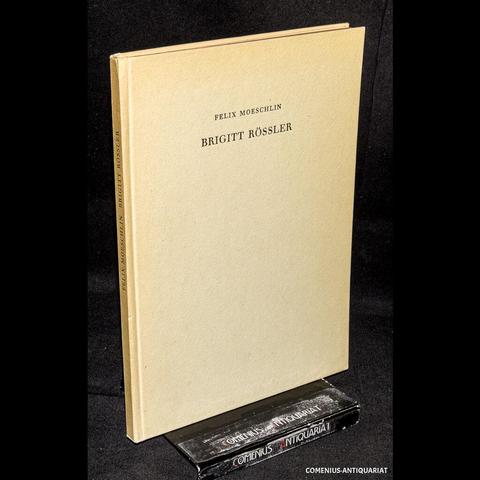 FELIX MOESCHLIN
BRIGITT RÖSSLER
FELIX MOESCHLIN BRIGITT RÖSSLER
COMENIUS-ANTIQUARIAT
COMENIUS ANTIQUARIAT
COMENIUS-ANTIQUARIAT